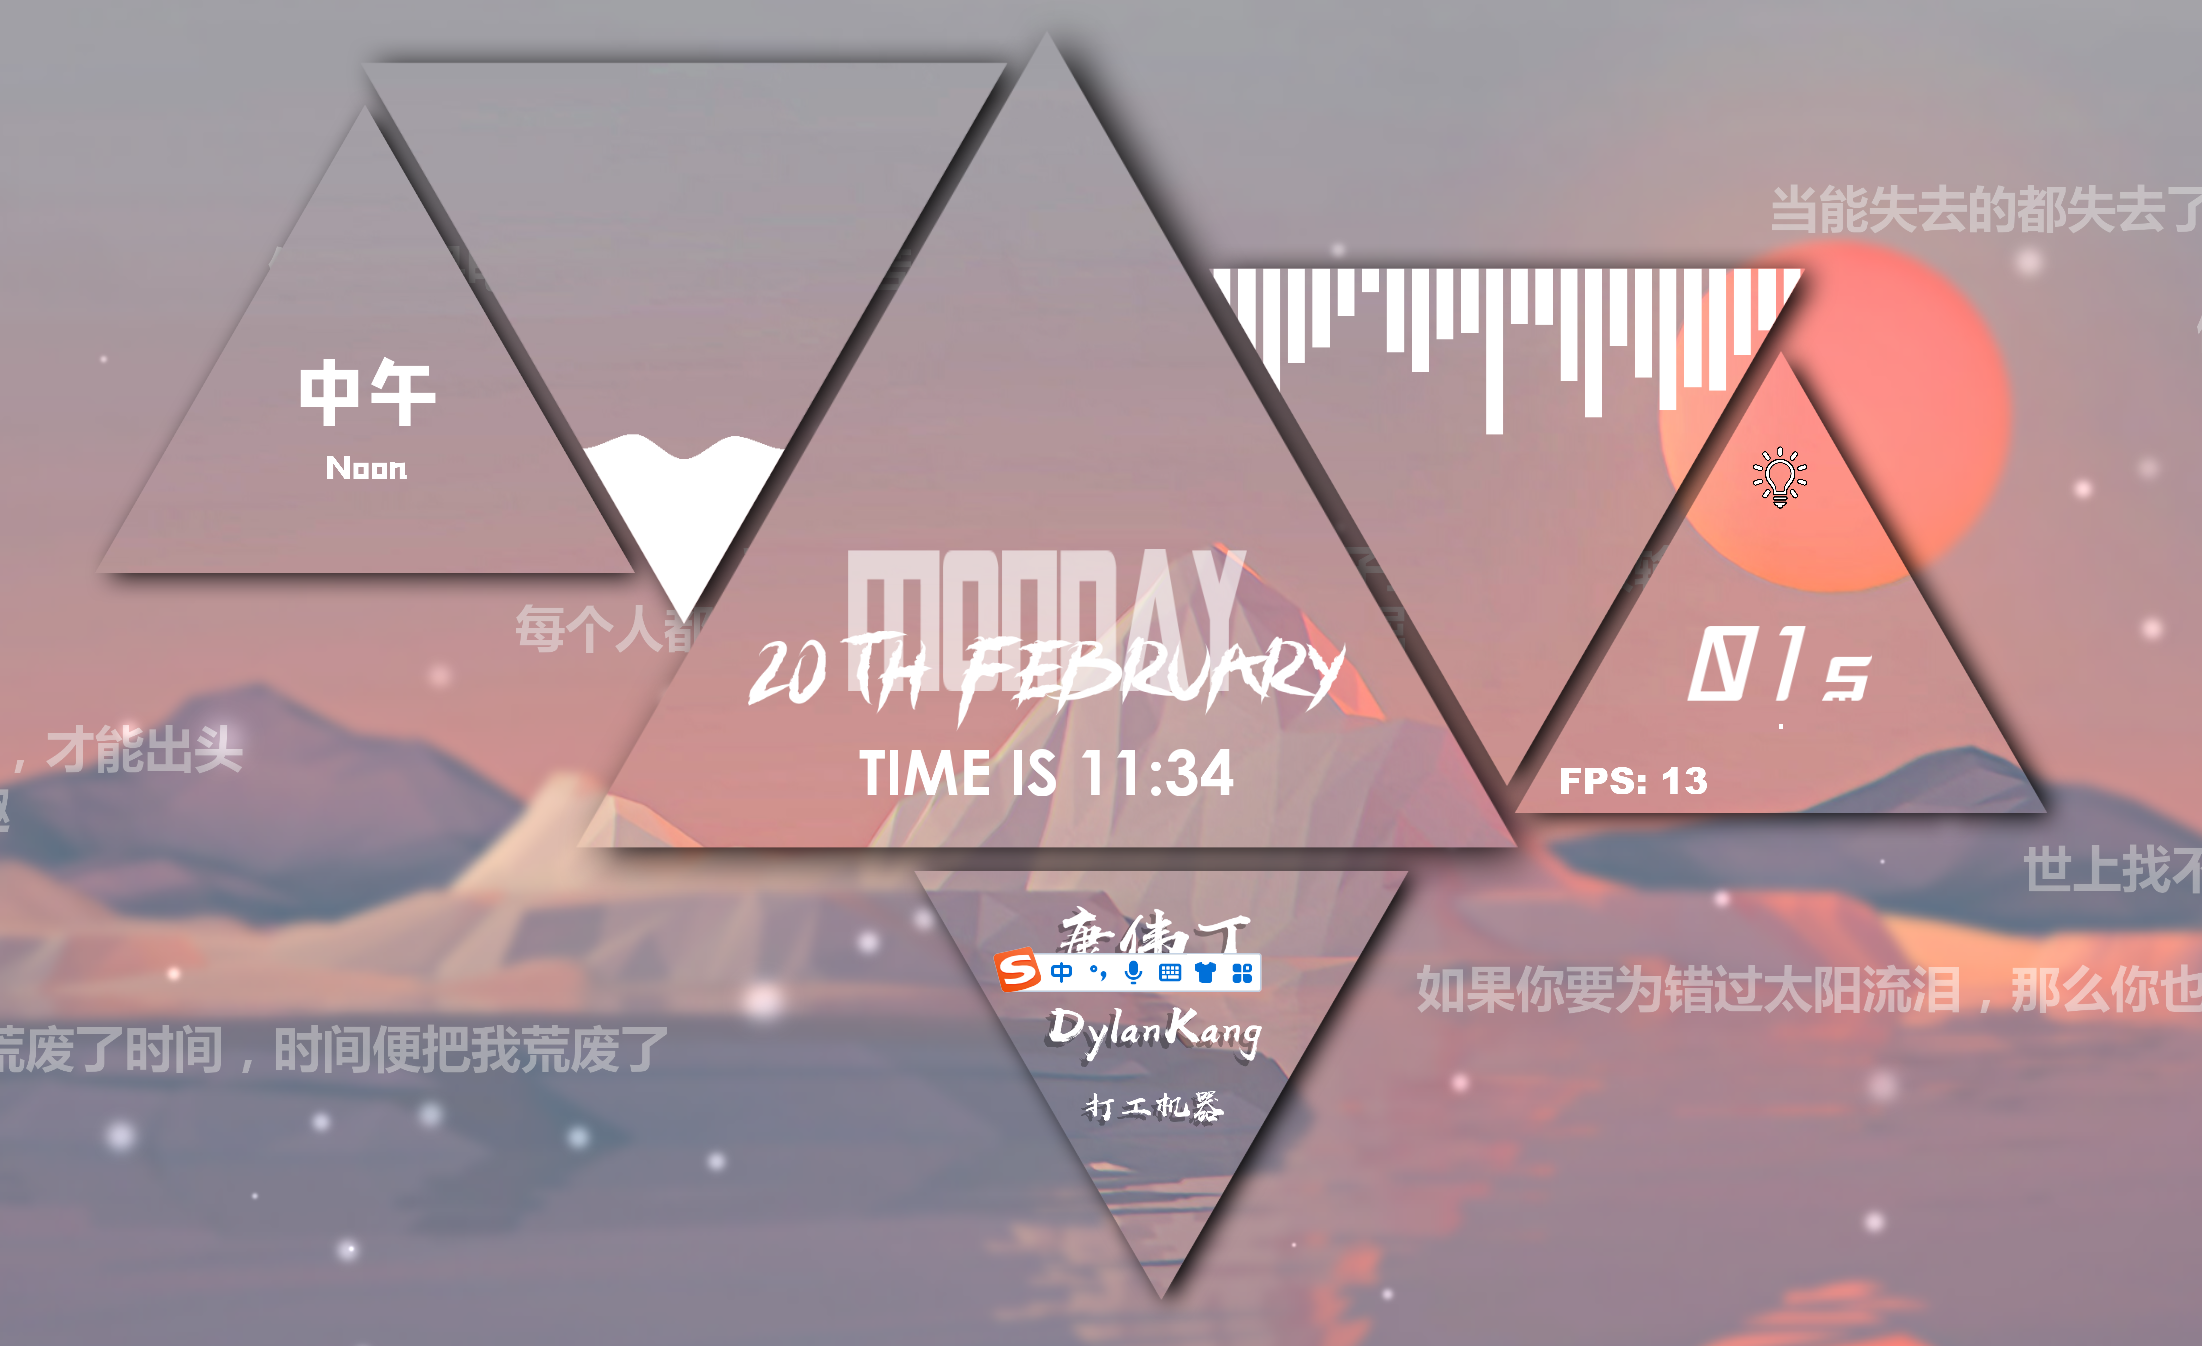 当能失去的都失去了
中午
Noon
MONDAY
20TH FEBRUARY
TIME IS 11:34
01s
FPS: 13
每个人都
，才能出头
世上找不
如果你要为错过太阳流泪，那么你也
荒废了时间，时间便把我荒废了
中
DylanKang
打工机器